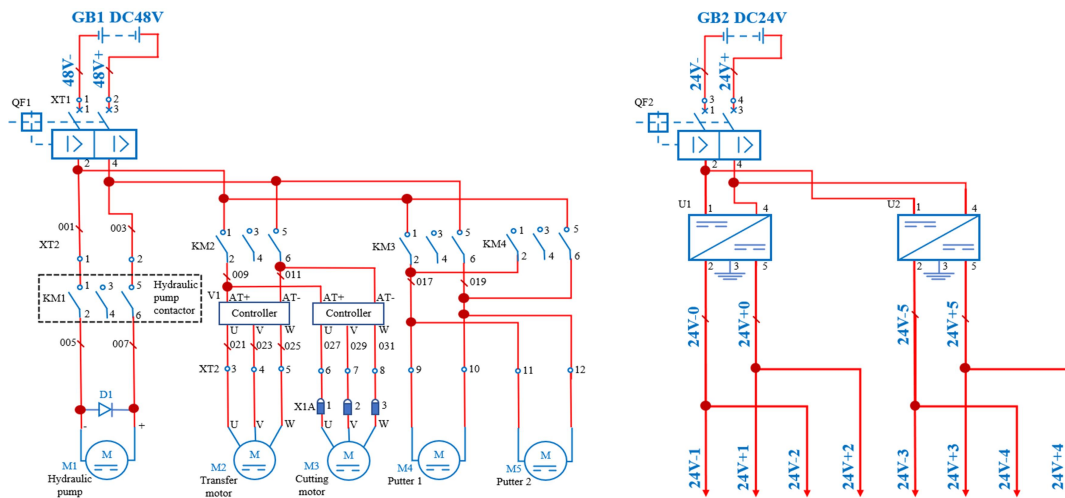 GB1 DC48V
GB2 DC24V
48V-
48V+
24V-
24V+
XT1 1 2
1 3
QF1
3 4
1 3
QF2
2 4
2 4
001 003
XT2
1 2
1 3 5
KM1
2 4 6
Hydraulic
pump
contactor
005 007
D1
- +
M
M1
Hydraulic
pump
1 3 5
KM2
2 4 6
009 011
V1 AT+ AT- AT+ AT-
Controller Controller
U V W U V W
021 023 025 027 029 031
XT2 3 4 5 6 7 8 9 10 11 12
X1A 1 2 3
U V W U V W
M M M M
M2
Transfer
motor
M3
Cutting
motor
M4
Putter 1
M5
Putter 2
KM3 1 3 5
2 4 6
KM4 1 3 5
2 4 6
017 019
U1 1 4
2 3 5
U2 1 4
2 3 5
24V-0
24V+0
24V-5
24V+5
24V-1
24V+1
24V-2
24V+2
24V-3
24V+3
24V-4
24V+4